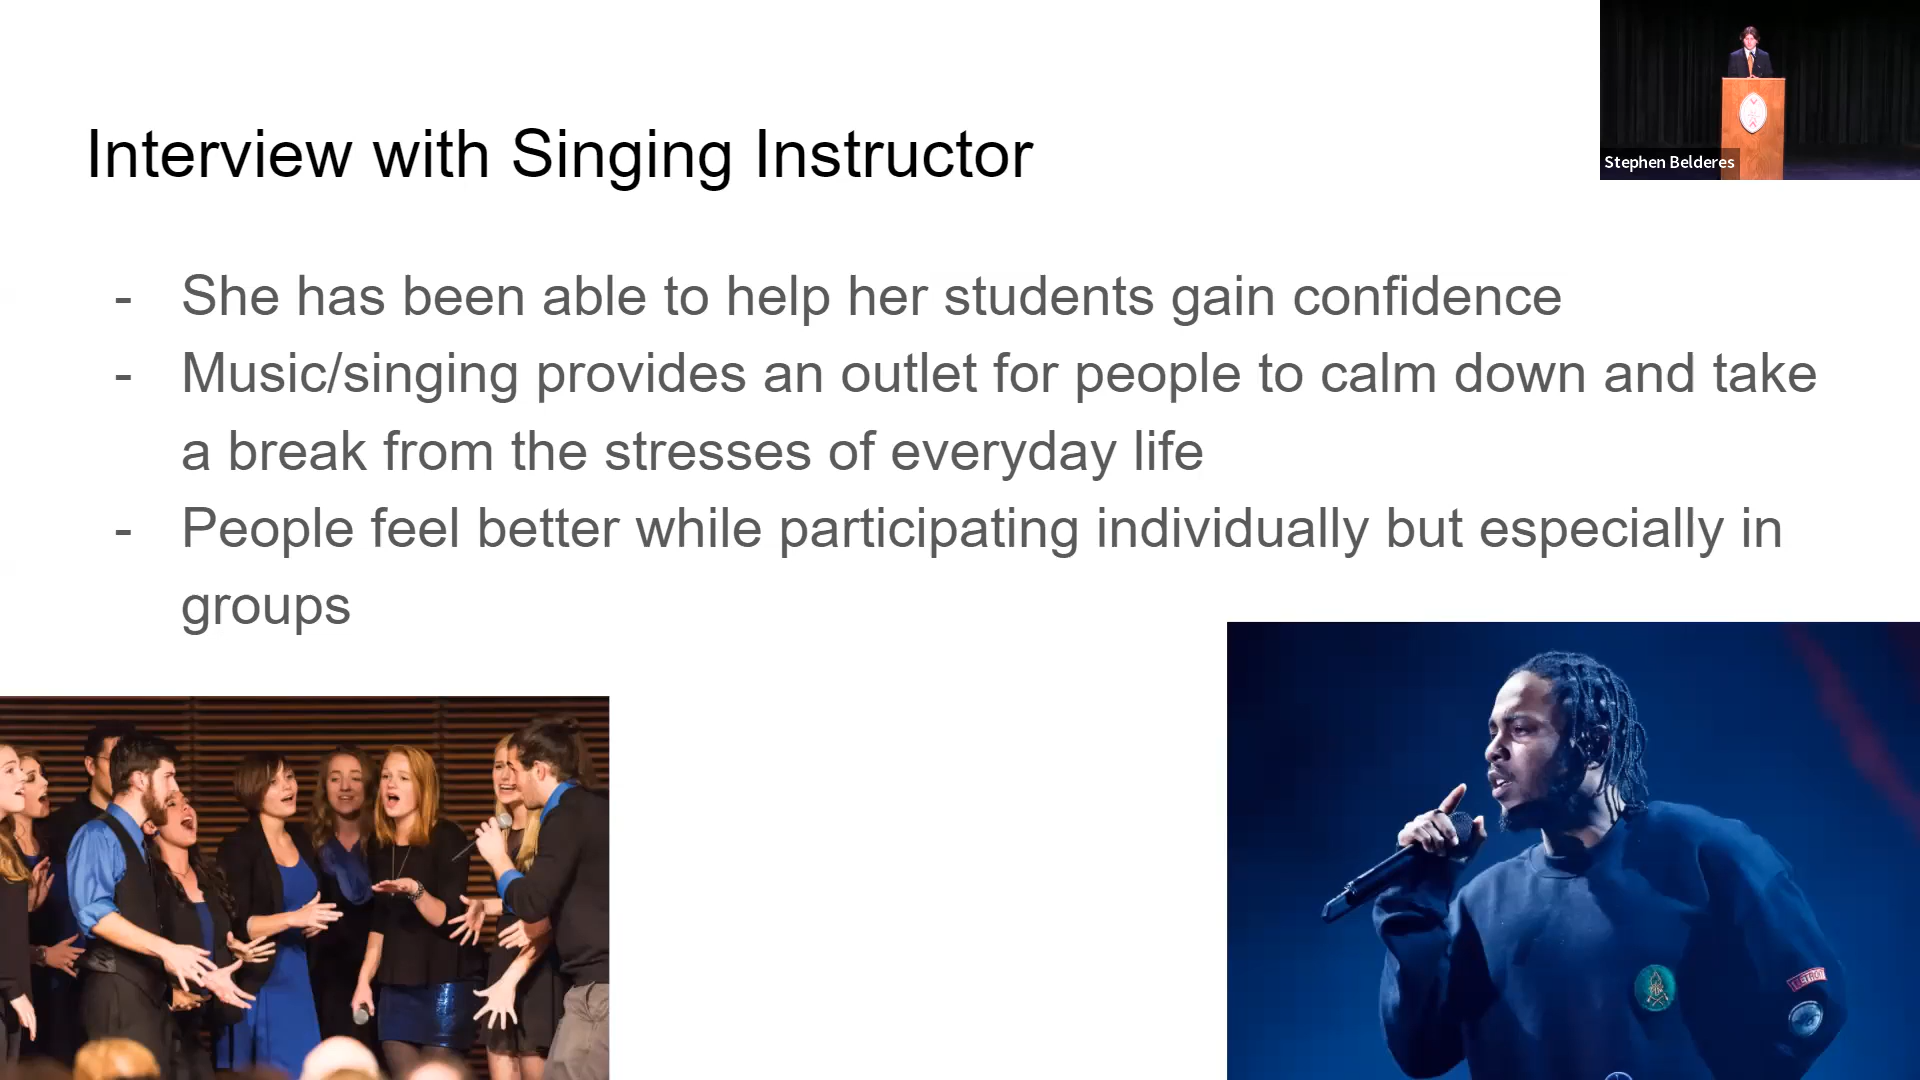 Stephen Belderes
Interview with Singing Instructor
- She has been able to help her students gain confidence
- Music/singing provides an outlet for people to calm down and take
a break from the stresses of everyday life
- People feel better while participating individually but especially in
groups
DETROIT